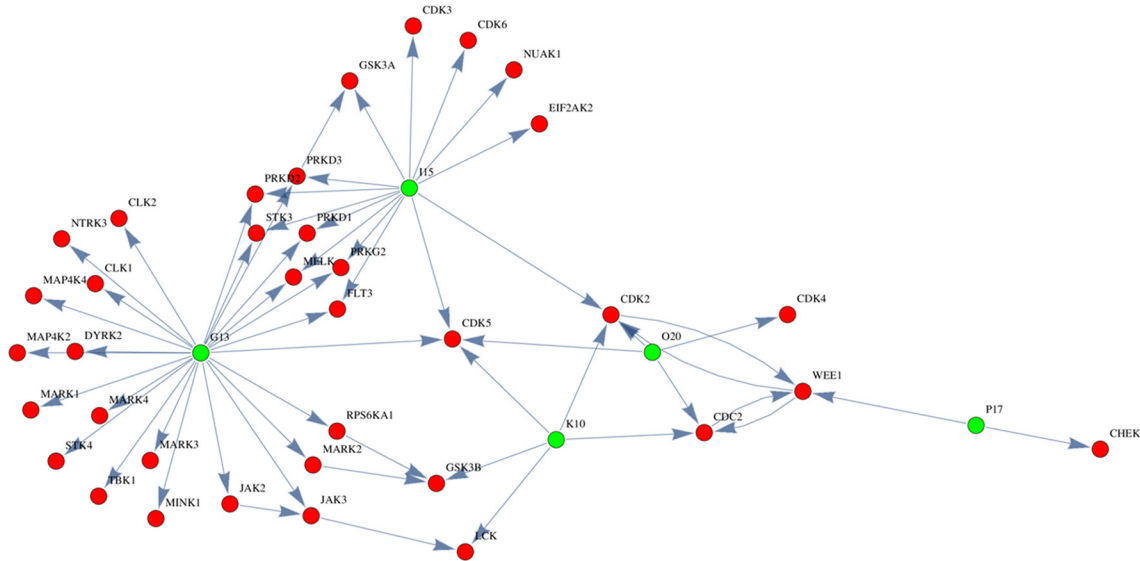 CDK3
CDK6
NUAK1
GSK3A
EIF2AK2
PRKD3
I15
PRKD2
CLK2
STK3
PRKD1
NTRK3
MELK
PRKG2
CLK1
MAP4K4
FLT3
CDK2
CDK4
CDK5
G13
O20
MAP4K2
DYRK2
WEE1
MARK1
MARK4
RPS6KA1
K10
CDC2
P17
CHEK
STK4
MARK3
MARK2
GSK3B
TBK1
MINK1
JAK2
JAK3
LCK